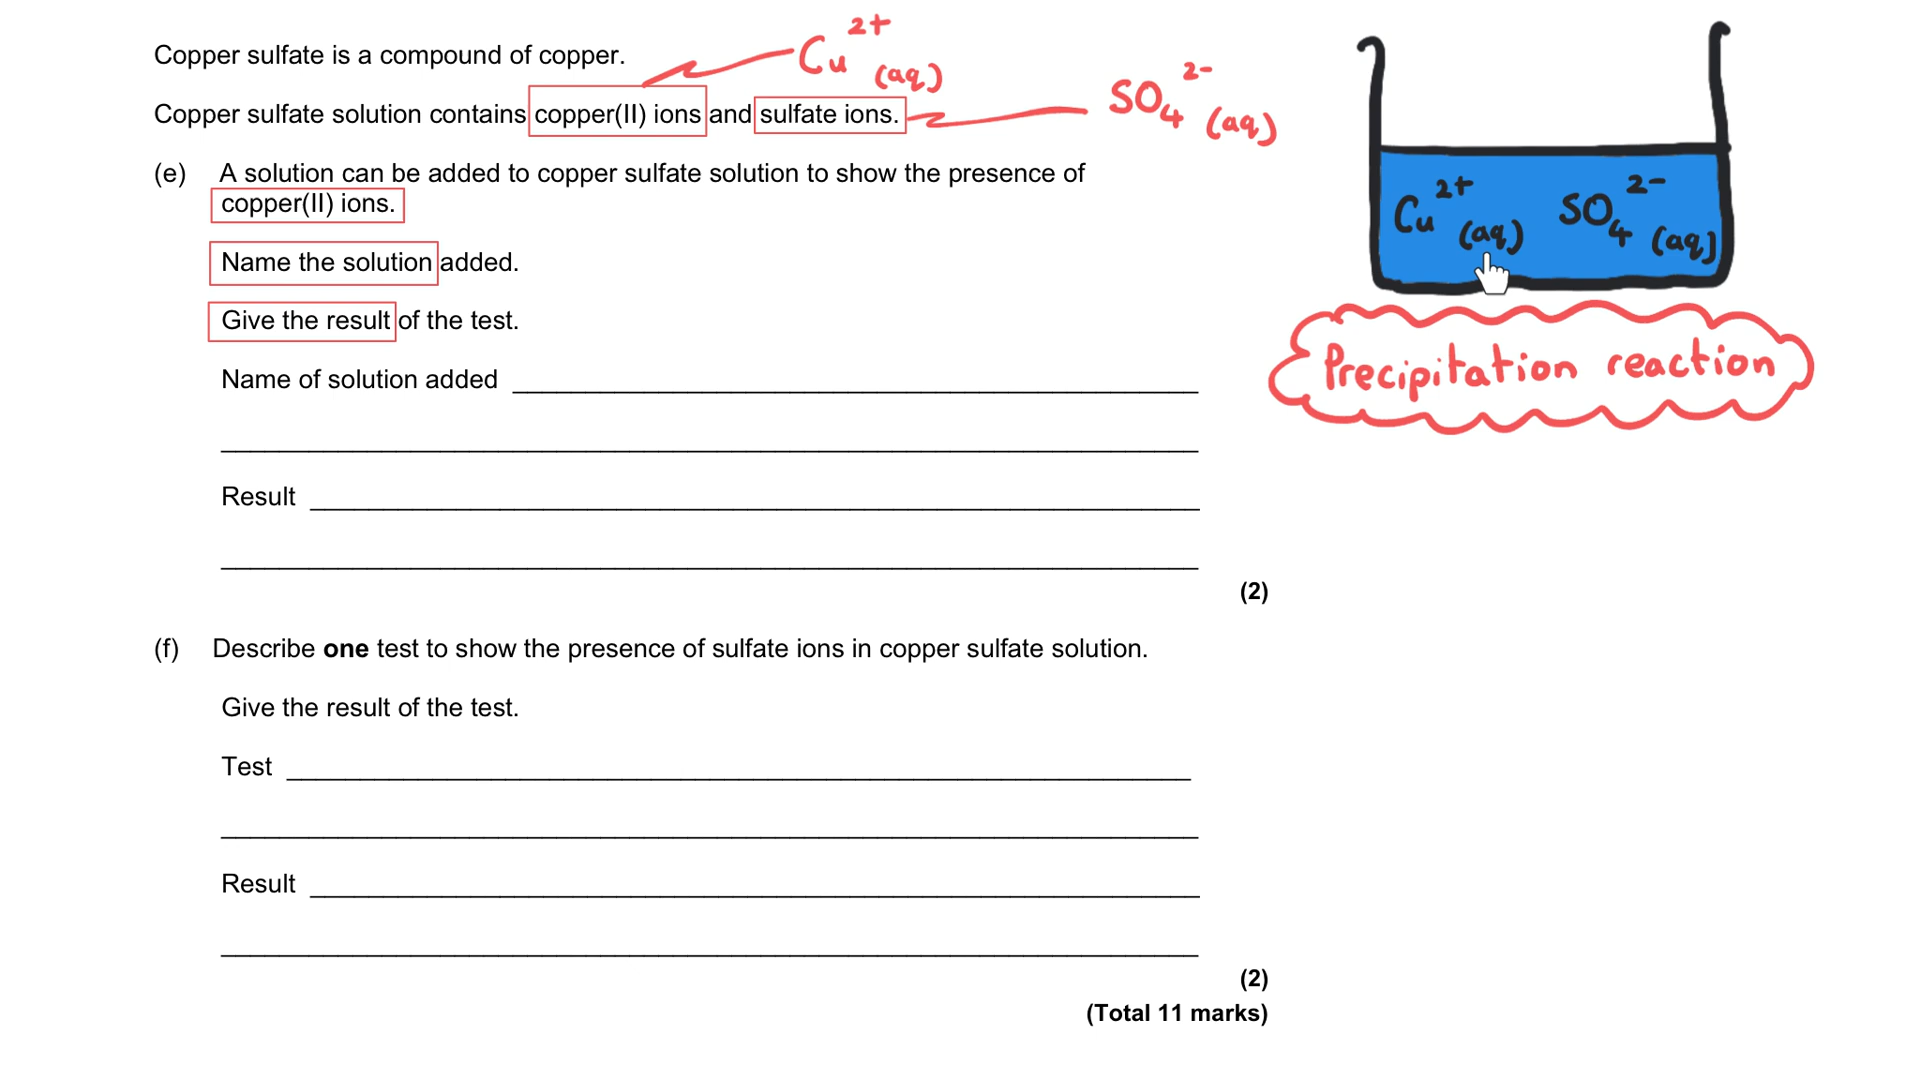 Copper sulfate is a compound of copper.
Cu²⁺(aq)
SO₄²⁻(aq)
Copper sulfate solution contains copper(II) ions and sulfate ions.
(e) A solution can be added to copper sulfate solution to show the presence of
copper(II) ions.
Cu²⁺(aq) SO₄²⁻(aq)
Name the solution added.
Give the result of the test.
Precipitation reaction
Name of solution added
Result
(2)
(f) Describe one test to show the presence of sulfate ions in copper sulfate solution.
Give the result of the test.
Test
Result
(2)
(Total 11 marks)